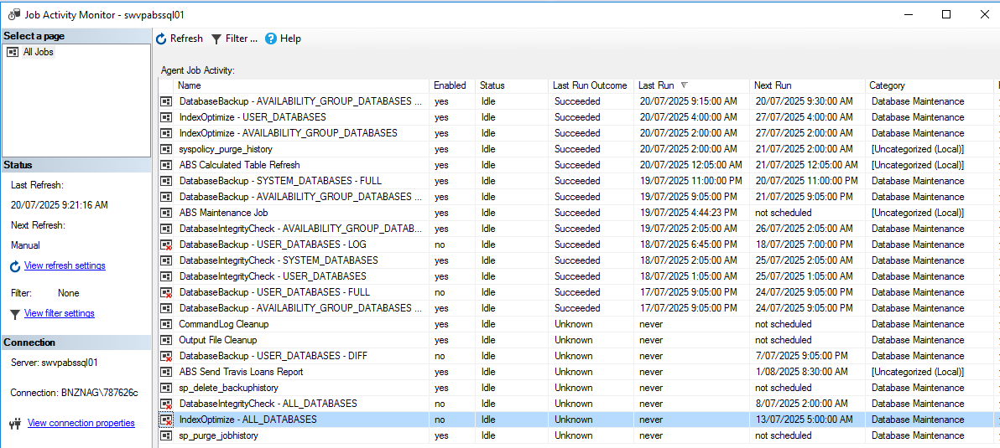 Job Activity Monitor - swvpabssql01
Select a page
All Jobs
Status
Last Refresh:
20/07/2025 9:21:16 AM
Next Refresh:
Manual
View refresh settings
Filter: None
View filter settings
Connection
Server: swvpabssql01
Connection: BNZNAG\787626c
View connection properties
Refresh Filter ... Help
Agent Job Activity:
Name Enabled Status Last Run Outcome Last Run Next Run Category
DatabaseBackup - AVAILABILITY_GROUP_DATABASES ... yes Idle Succeeded 20/07/2025 9:15:00 AM 20/07/2025 9:30:00 AM Database Maintenance
IndexOptimize - USER_DATABASES yes Idle Succeeded 20/07/2025 4:00:00 AM 27/07/2025 4:00:00 AM Database Maintenance
IndexOptimize - AVAILABILITY_GROUP_DATABASES yes Idle Succeeded 20/07/2025 2:00:00 AM 27/07/2025 2:00:00 AM Database Maintenance
syspolicy_purge_history yes Idle Succeeded 20/07/2025 2:00:00 AM 21/07/2025 2:00:00 AM [Uncategorized (Local)]
ABS Calculated Table Refresh yes Idle Succeeded 20/07/2025 12:05:00 AM 21/07/2025 12:05:00 AM [Uncategorized (Local)]
DatabaseBackup - SYSTEM_DATABASES - FULL yes Idle Succeeded 19/07/2025 11:00:00 PM 20/07/2025 11:00:00 PM Database Maintenance
DatabaseBackup - AVAILABILITY_GROUP_DATABASES ... yes Idle Succeeded 19/07/2025 9:05:00 PM 21/07/2025 9:05:00 PM Database Maintenance
ABS Maintenance Job yes Idle Succeeded 19/07/2025 4:44:23 PM not scheduled [Uncategorized (Local)]
DatabaseIntegrityCheck - AVAILABILITY_GROUP_DATAB... yes Idle Succeeded 19/07/2025 2:05:00 AM 26/07/2025 2:05:00 AM Database Maintenance
DatabaseBackup - USER_DATABASES - LOG no Idle Succeeded 18/07/2025 6:45:00 PM 18/07/2025 7:00:00 PM Database Maintenance
DatabaseIntegrityCheck - SYSTEM_DATABASES yes Idle Succeeded 18/07/2025 2:05:00 AM 25/07/2025 2:05:00 AM Database Maintenance
DatabaseIntegrityCheck - USER_DATABASES yes Idle Succeeded 18/07/2025 1:05:00 AM 25/07/2025 1:05:00 AM Database Maintenance
DatabaseBackup - USER_DATABASES - FULL no Idle Succeeded 17/07/2025 9:05:00 PM 24/07/2025 9:05:00 PM Database Maintenance
DatabaseBackup - AVAILABILITY_GROUP_DATABASES ... yes Idle Succeeded 17/07/2025 9:05:00 PM 24/07/2025 9:05:00 PM Database Maintenance
CommandLog Cleanup yes Idle Unknown never not scheduled Database Maintenance
Output File Cleanup yes Idle Unknown never not scheduled Database Maintenance
DatabaseBackup - USER_DATABASES - DIFF no Idle Unknown never 7/07/2025 9:05:00 PM Database Maintenance
ABS Send Travis Loans Report yes Idle Unknown never 1/08/2025 8:30:00 AM [Uncategorized (Local)]
sp_delete_backuphistory yes Idle Unknown never not scheduled Database Maintenance
DatabaseIntegrityCheck - ALL_DATABASES no Idle Unknown never 8/07/2025 2:00:00 AM Database Maintenance
IndexOptimize - ALL_DATABASES no Idle Unknown never 13/07/2025 5:00:00 AM Database Maintenance
sp_purge_jobhistory yes Idle Unknown never not scheduled Database Maintenance